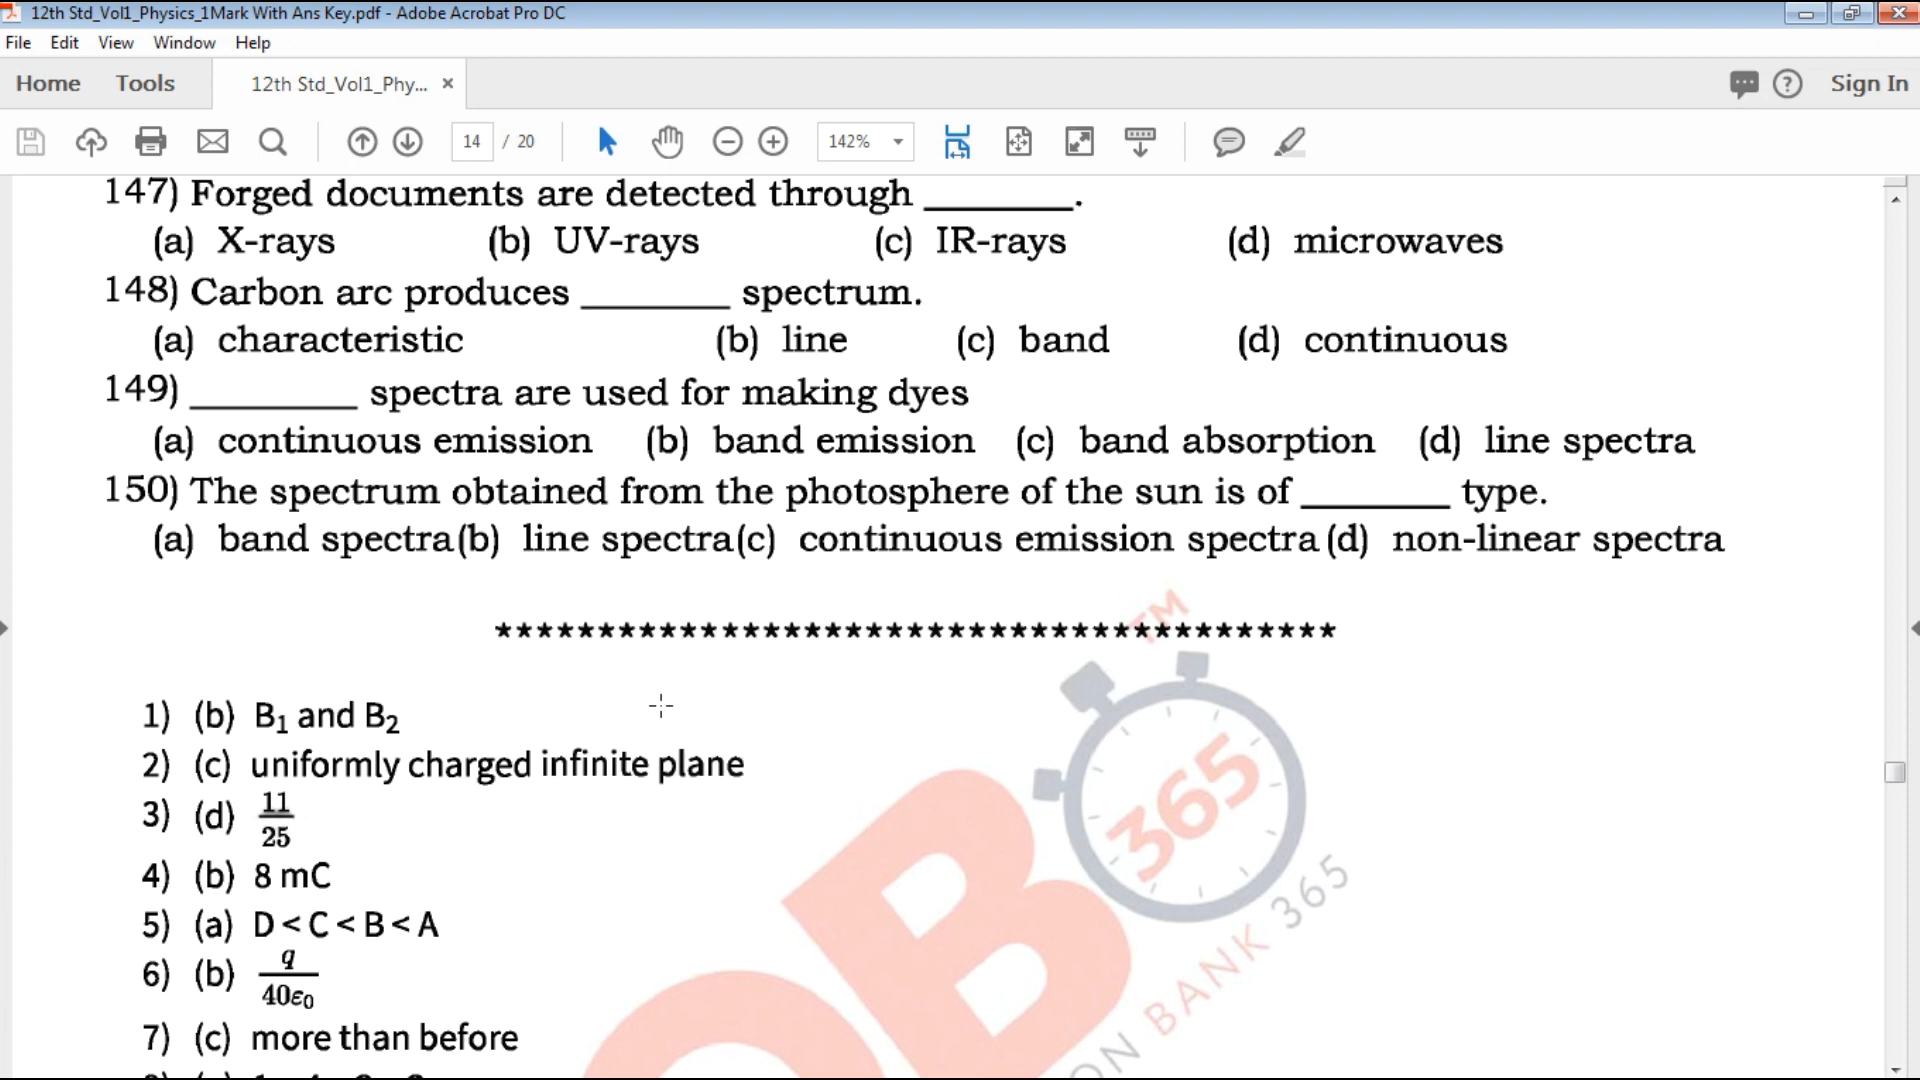 12th Std_Vol1_Physics_1Mark With Ans Key.pdf - Adobe Acrobat Pro DC
File Edit View Window Help
Home Tools 12th Std_Vol1_Phy... × Sign In
14 / 20 142%
147) Forged documents are detected through ________.
(a) X-rays (b) UV-rays (c) IR-rays (d) microwaves
148) Carbon arc produces ________ spectrum.
(a) characteristic (b) line (c) band (d) continuous
149) _________ spectra are used for making dyes
(a) continuous emission (b) band emission (c) band absorption (d) line spectra
150) The spectrum obtained from the photosphere of the sun is of ________ type.
(a) band spectra(b) line spectra(c) continuous emission spectra (d) non-linear spectra
*****************************************
TM
1) (b) B₁ and B₂
2) (c) uniformly charged infinite plane
3) (d) 11/25
4) (b) 8 mC
5) (a) D < C < B < A
6) (b) q/40ε₀
7) (c) more than before
365
B
ON BANK 365